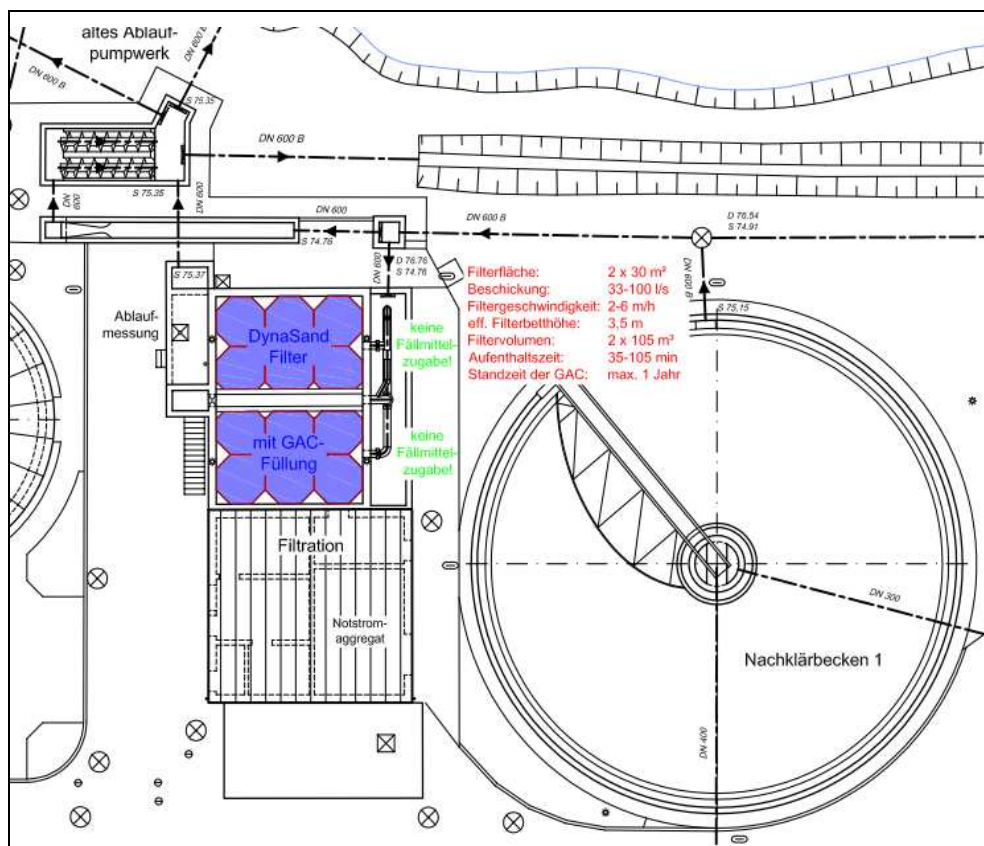 altes Ablauf-
pumpwerk
DN 600 B
DN 600 B
S 75.35
DN 600 B
S 75.35
DN 600
DN 600
DN 600
S 74.76
DN 600 B
D 76.54
S 74.91
D 76.76
S 74.76
DN 600
S 75.37
DN 600 B
S 75,15
Ablauf-
messung
DynaSand
Filter
mit GAC-
Füllung
keine
Fällmittel-
zugabe!
keine
Fällmittel-
zugabe!
Filterfläche: 2 x 30 m²
Beschickung: 33-100 l/s
Filtergeschwindigkeit: 2-6 m/h
eff. Filterbetthöhe: 3,5 m
Filtervolumen: 2 x 105 m³
Aufenthaltszeit: 35-105 min
Standzeit der GAC: max. 1 Jahr
Filtration
Notstrom-
aggregat
DN 300
Nachklärbecken 1
DN 400